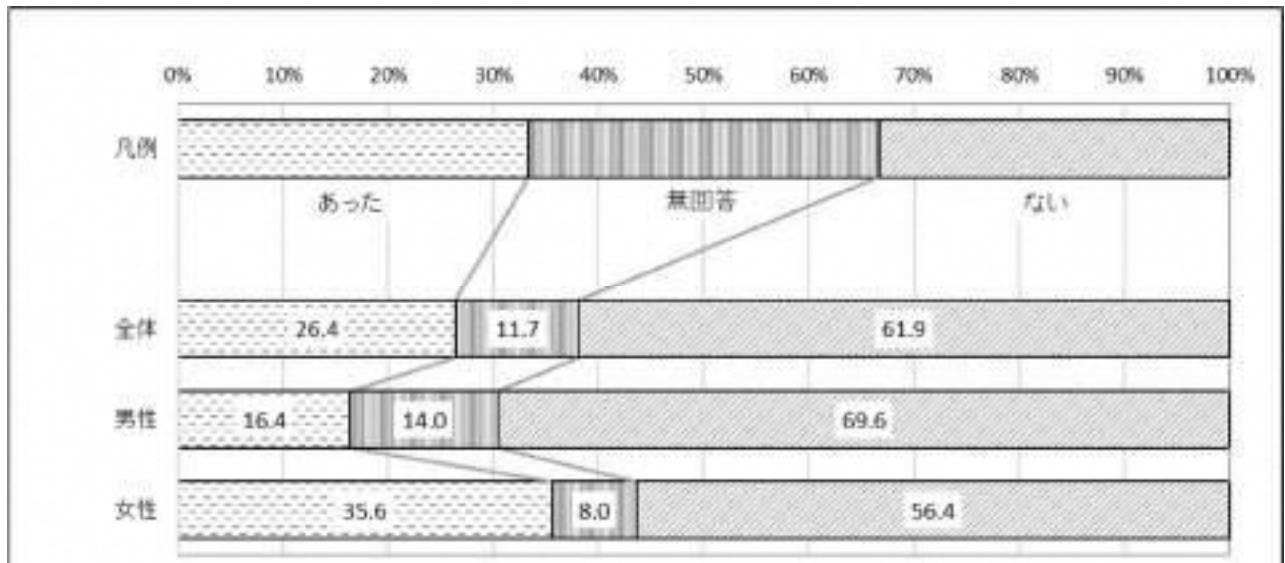 0% 10% 20% 30% 40% 50% 60% 70% 80% 90% 100%
凡例
あった 無回答 ない
全体 26.4 11.7 61.9
男性 16.4 14.0 69.6
女性 35.6 8.0 56.4